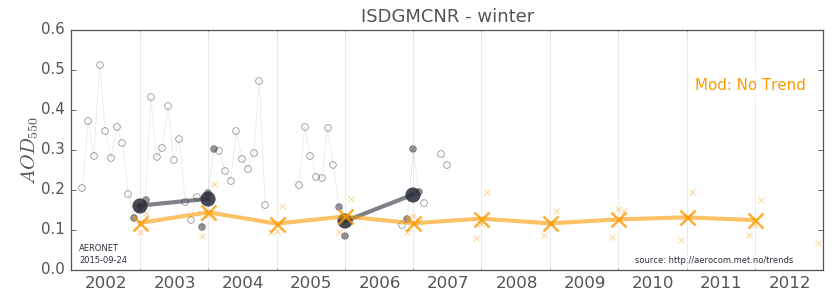 ISDGMCNR - winter
0.6
0.5
0.4
0.3
0.2
0.1
0.0
AOD550
Mod: No Trend
AERONET
2015-09-24
source: http://aerocom.met.no/trends
2002 2003 2004 2005 2006 2007 2008 2009 2010 2011 2012